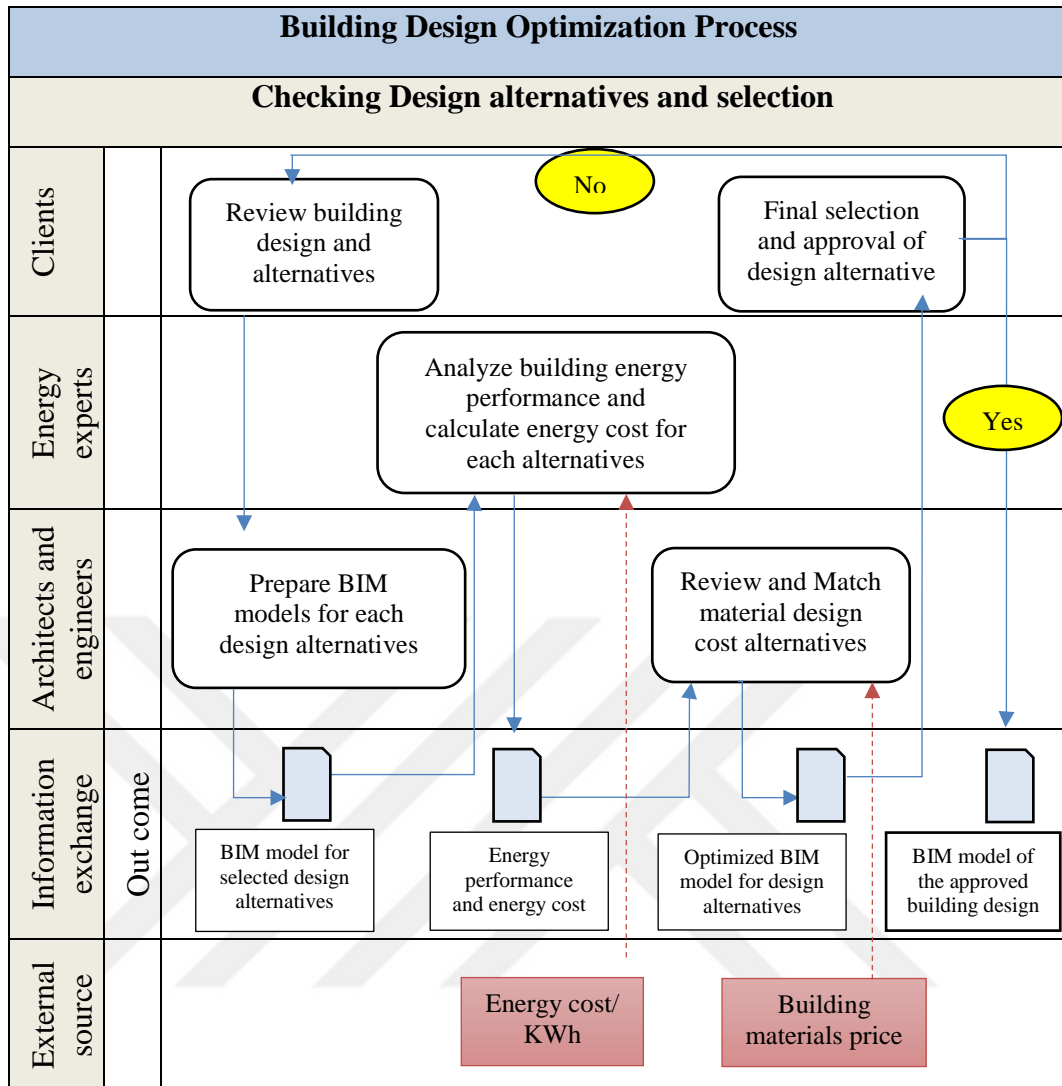 Building Design Optimization Process
Checking Design alternatives and selection
Clients
Review building
design and
alternatives
No
Final selection
and approval of
design alternative
Energy
experts
Analyze building energy
performance and
calculate energy cost for
each alternatives
Yes
Architects and
engineers
Prepare BIM
models for each
design alternatives
Review and Match
material design
cost alternatives
Information
exchange
Out come
BIM model for
selected design
alternatives
Energy
performance
and energy cost
Optimized BIM
model for design
alternatives
BIM model of
the approved
building design
External
source
Energy cost/
KWh
Building
materials price